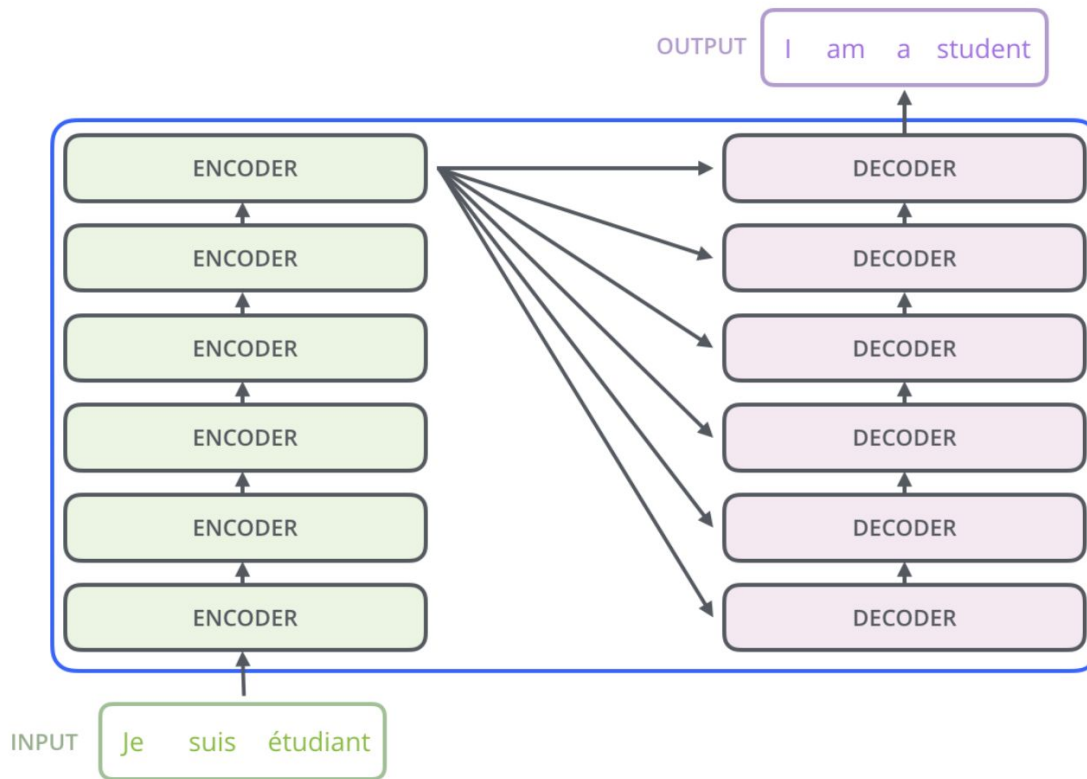 OUTPUT
I am a student
ENCODER
DECODER
ENCODER
DECODER
ENCODER
DECODER
ENCODER
DECODER
ENCODER
DECODER
ENCODER
DECODER
INPUT
Je suis étudiant